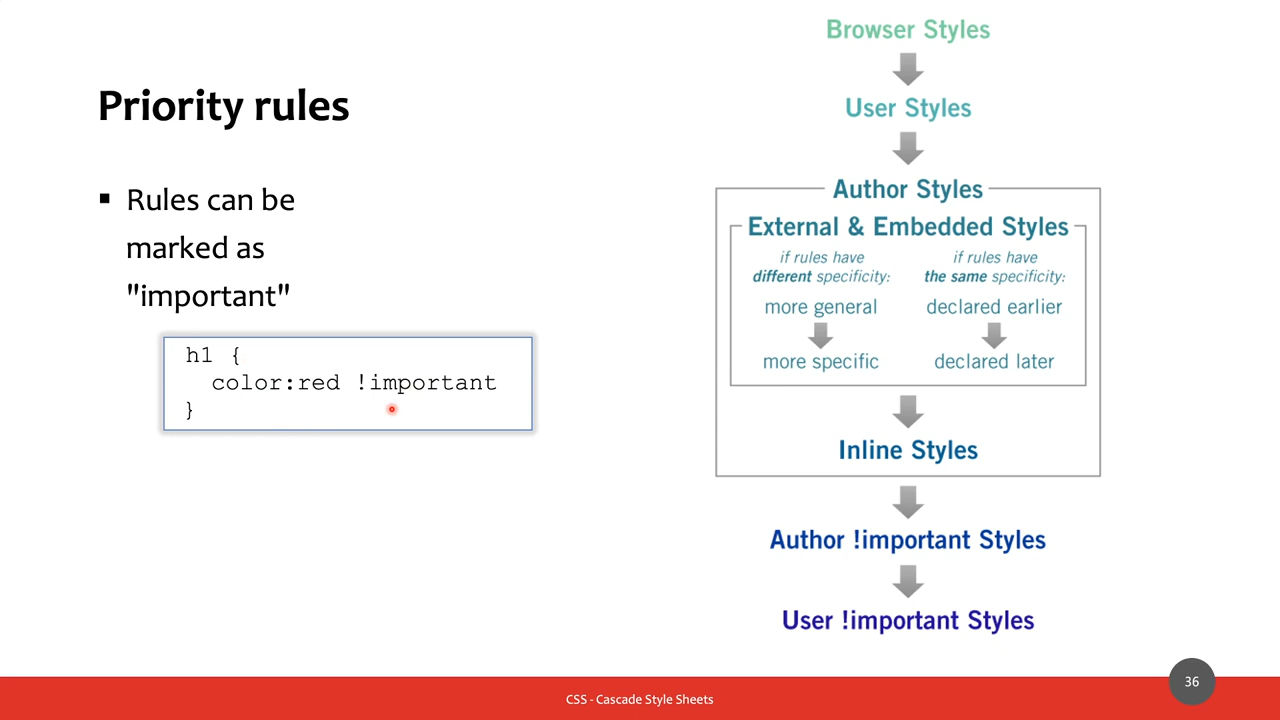 Priority rules
▪ Rules can be
marked as
"important"
h1 {
color:red !important
}
Browser Styles
User Styles
Author Styles
External & Embedded Styles
if rules have
different specificity:
more general
more specific
if rules have
the same specificity:
declared earlier
declared later
Inline Styles
Author !important Styles
User !important Styles
CSS - Cascade Style Sheets
36